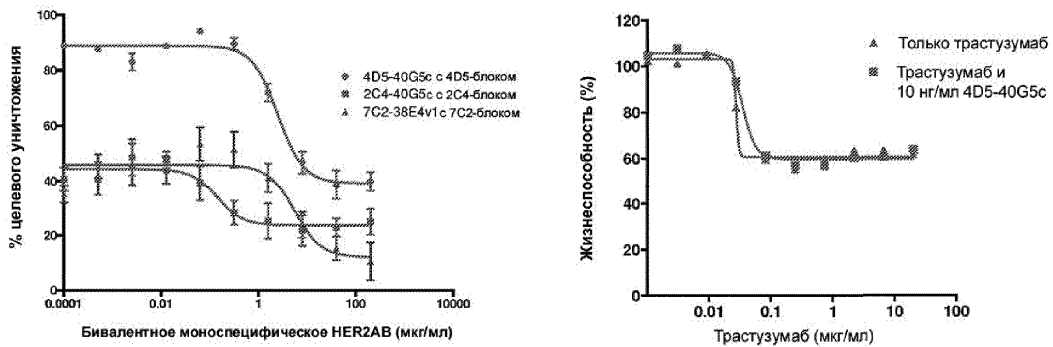 % целевого уничтожения
100
80
60
40
20
0
0.0001
0.01
1
100
10000
Бивалентное моноспецифическое HER2AB (мкг/мл)
4D5-40G5c с 4D5-блоком
2C4-40G5c с 2C4-блоком
7C2-38E4v1с 7C2-блоком
Жизнеспособность (%)
120
100
80
60
40
20
0
0.01
0.1
1
10
100
Трастузумаб (мкг/мл)
Только трастузумаб
Трастузумаб и
10 нг/мл 4D5-40G5c